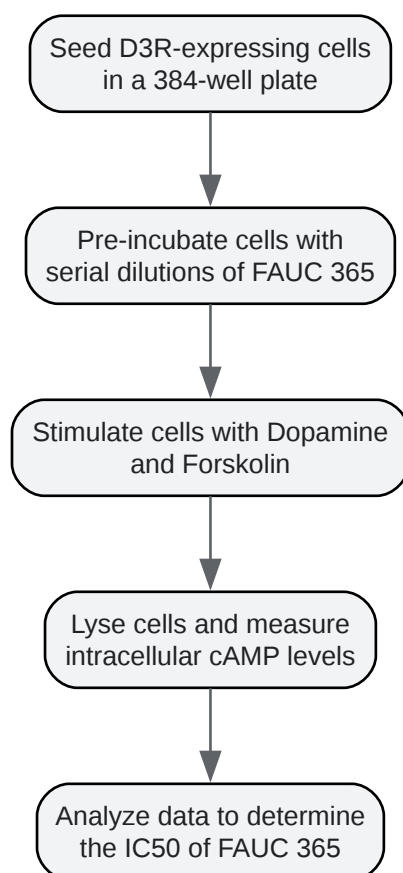 Seed D3R-expressing cells
in a 384-well plate
Pre-incubate cells with
serial dilutions of FAUC 365
Stimulate cells with Dopamine
and Forskolin
Lyse cells and measure
intracellular cAMP levels
Analyze data to determine
the IC50 of FAUC 365